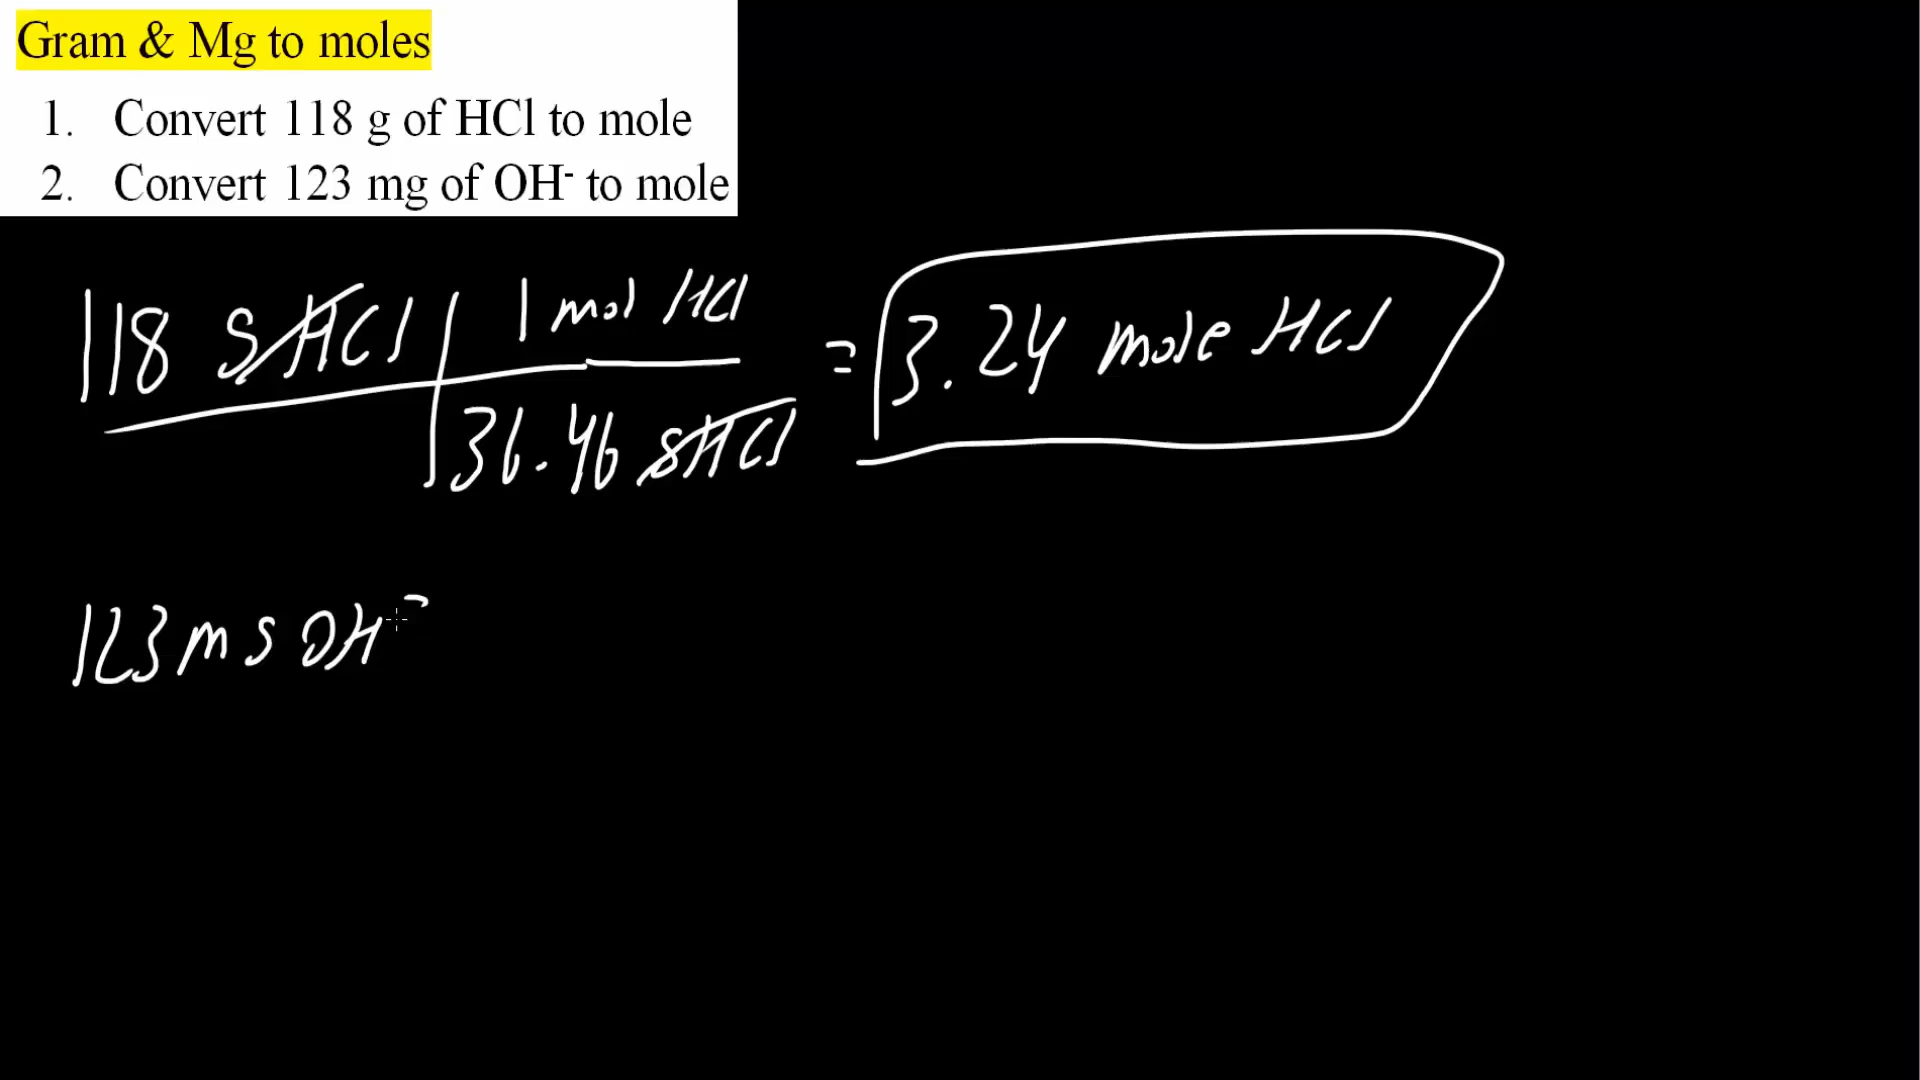 Gram & Mg to moles
1. Convert 118 g of HCl to mole
2. Convert 123 mg of OH⁻ to mole
118 g HCl | 1 mol HCl = 3.24 mole HCl
36.46 g HCl
123 mg OH⁻